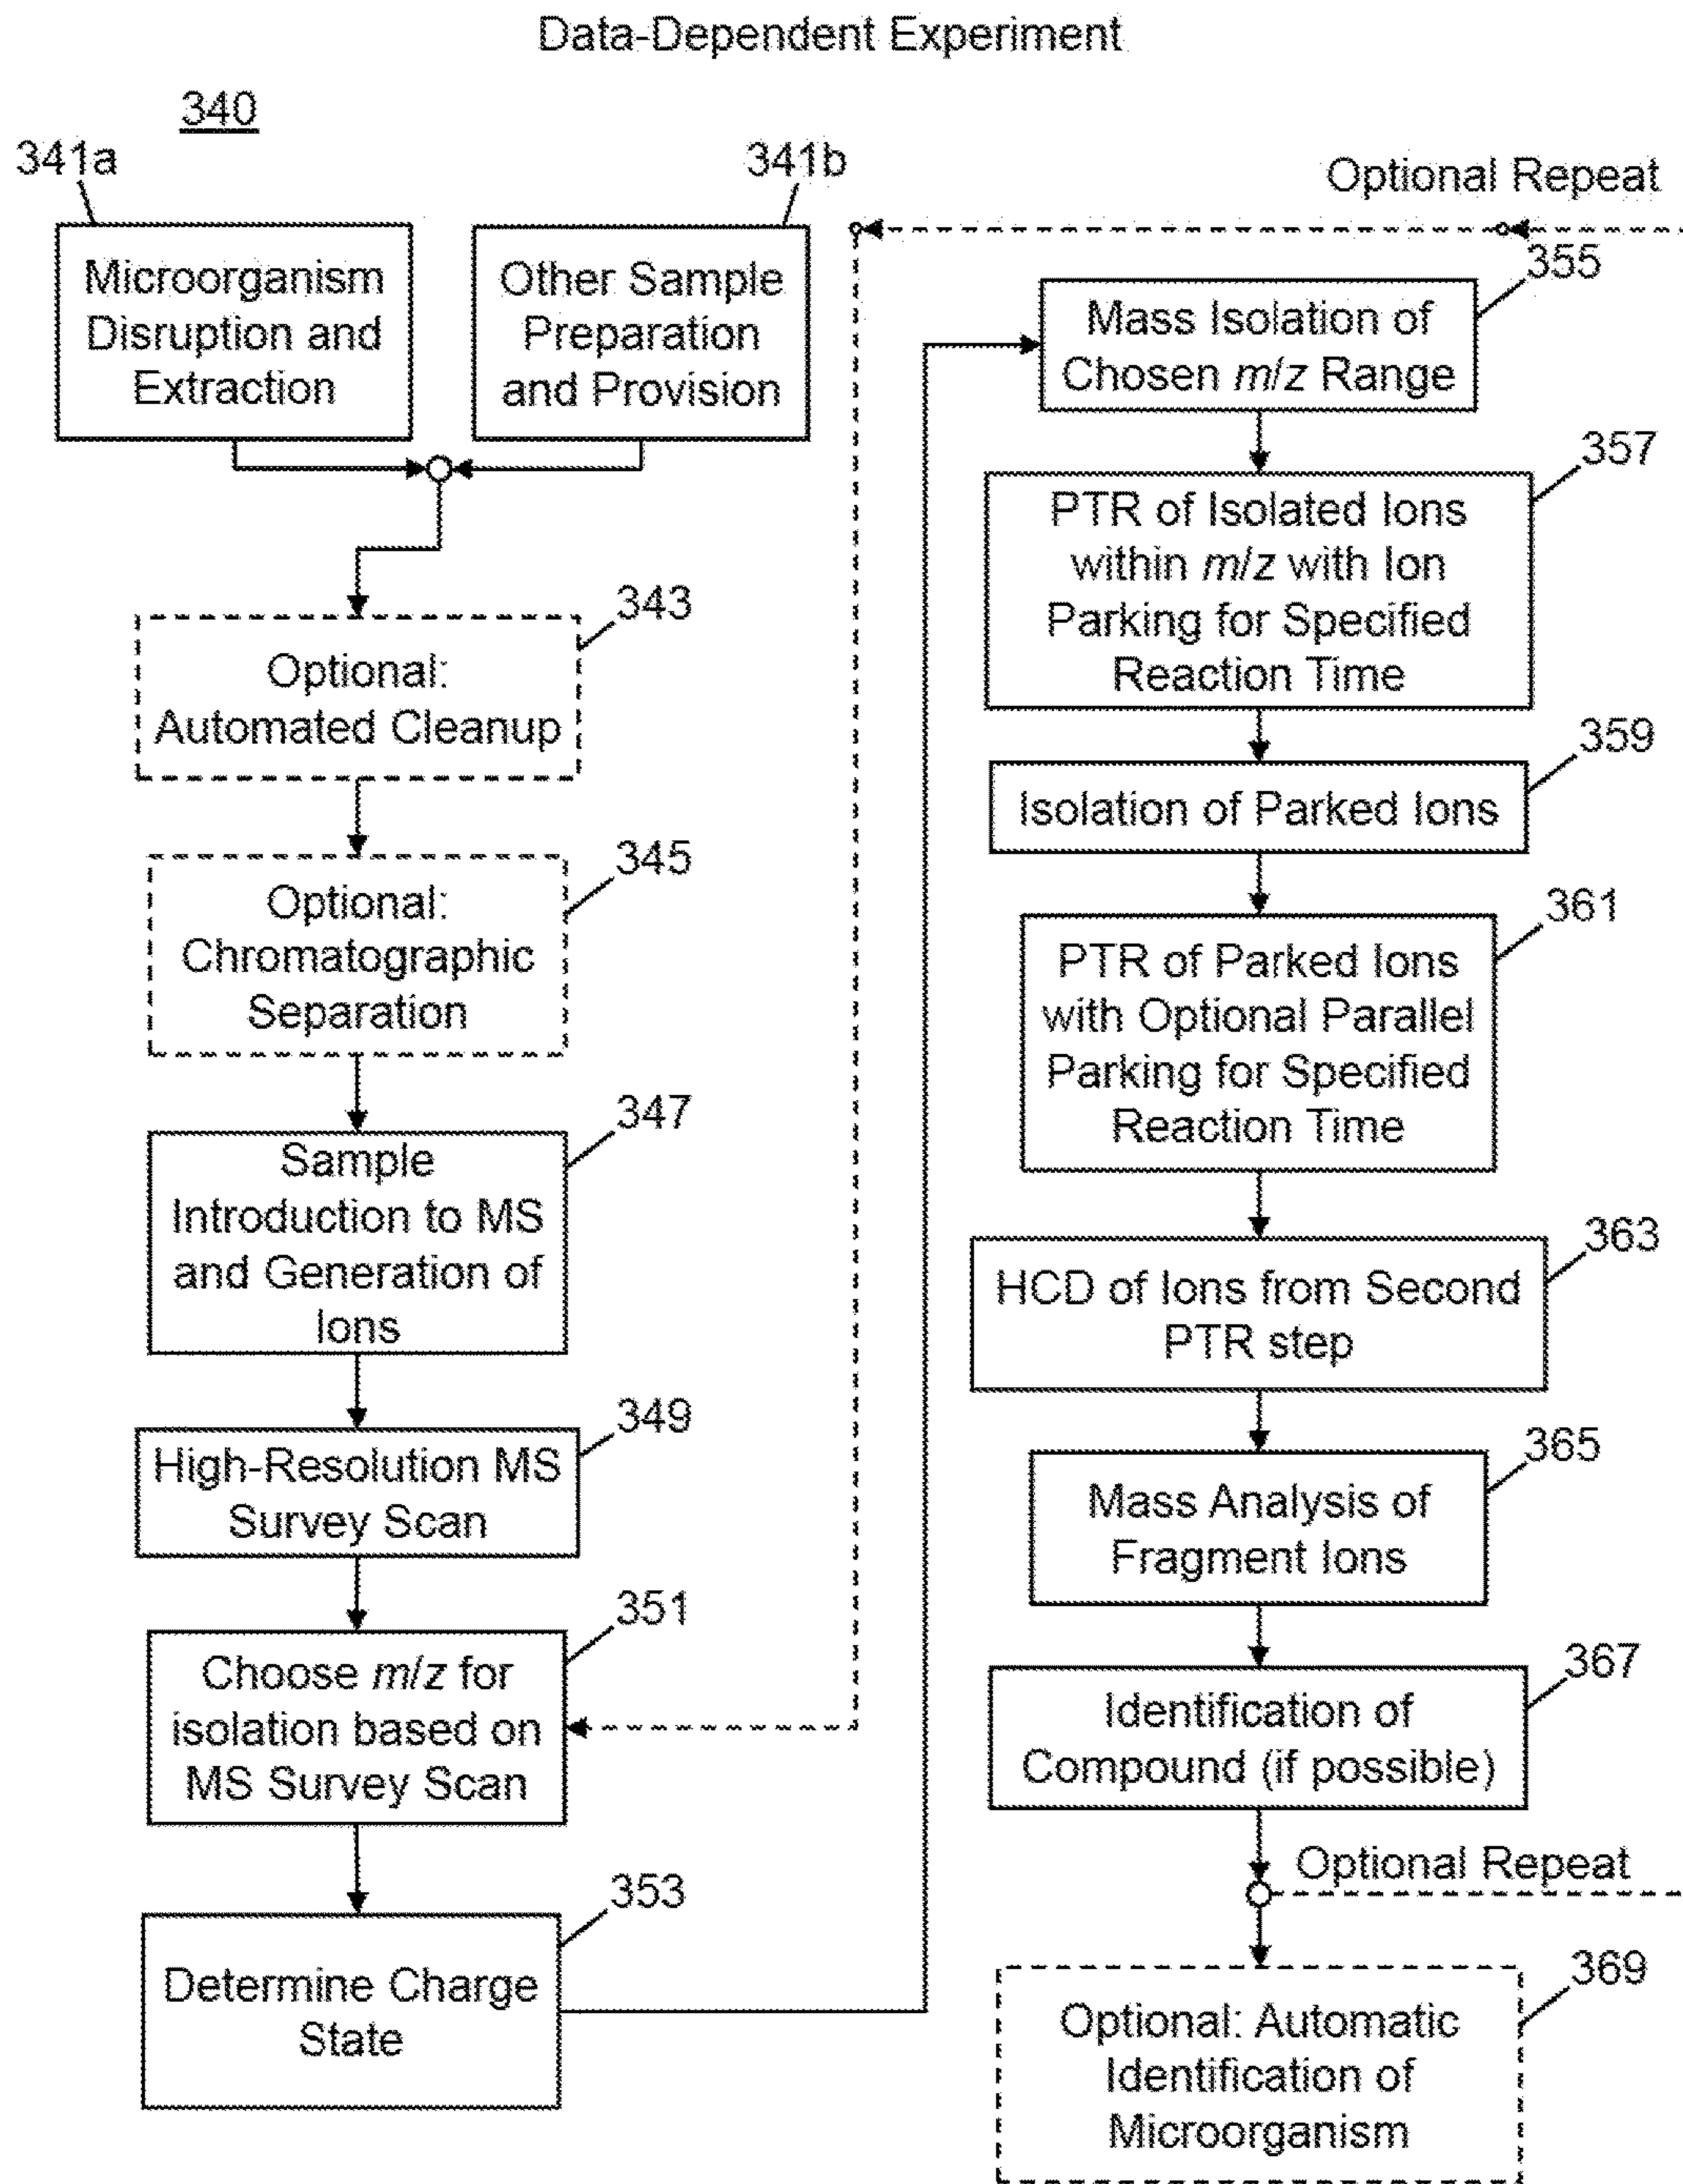 Data-Dependent Experiment
340
341a
341b
Microorganism
Disruption and
Extraction
Other Sample
Preparation
and Provision
343
Optional:
Automated Cleanup
345
Optional:
Chromatographic
Separation
347
Sample
Introduction to MS
and Generation of
Ions
349
High-Resolution MS
Survey Scan
351
Choose m/z for
isolation based on
MS Survey Scan
353
Determine Charge
State
Optional Repeat
355
Mass Isolation of
Chosen m/z Range
357
PTR of Isolated Ions
within m/z with Ion
Parking for Specified
Reaction Time
359
Isolation of Parked Ions
361
PTR of Parked Ions
with Optional Parallel
Parking for Specified
Reaction Time
363
HCD of Ions from Second
PTR step
365
Mass Analysis of
Fragment Ions
367
Identification of
Compound (if possible)
Optional Repeat
369
Optional: Automatic
Identification of
Microorganism